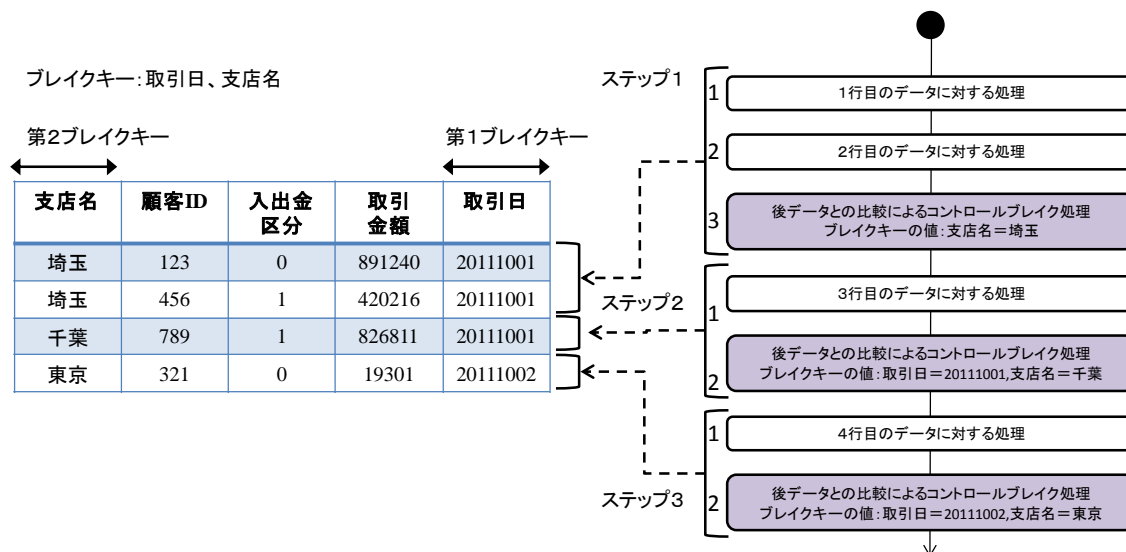 ブレイクキー：取引日、支店名
第2ブレイクキー
第1ブレイクキー
支店名 顧客ID 入出金 取引 取引日
区分 金額
埼玉 123 0 891240 20111001
埼玉 456 1 420216 20111001
千葉 789 1 826811 20111001
東京 321 0 19301 20111002
ステップ1
1 1行目のデータに対する処理
2 2行目のデータに対する処理
3 後データとの比較によるコントロールブレイク処理
ブレイクキーの値：支店名＝埼玉
ステップ2
1 3行目のデータに対する処理
2 後データとの比較によるコントロールブレイク処理
ブレイクキーの値：取引日＝20111001,支店名＝千葉
ステップ3
1 4行目のデータに対する処理
2 後データとの比較によるコントロールブレイク処理
ブレイクキーの値：取引日＝20111002,支店名＝東京